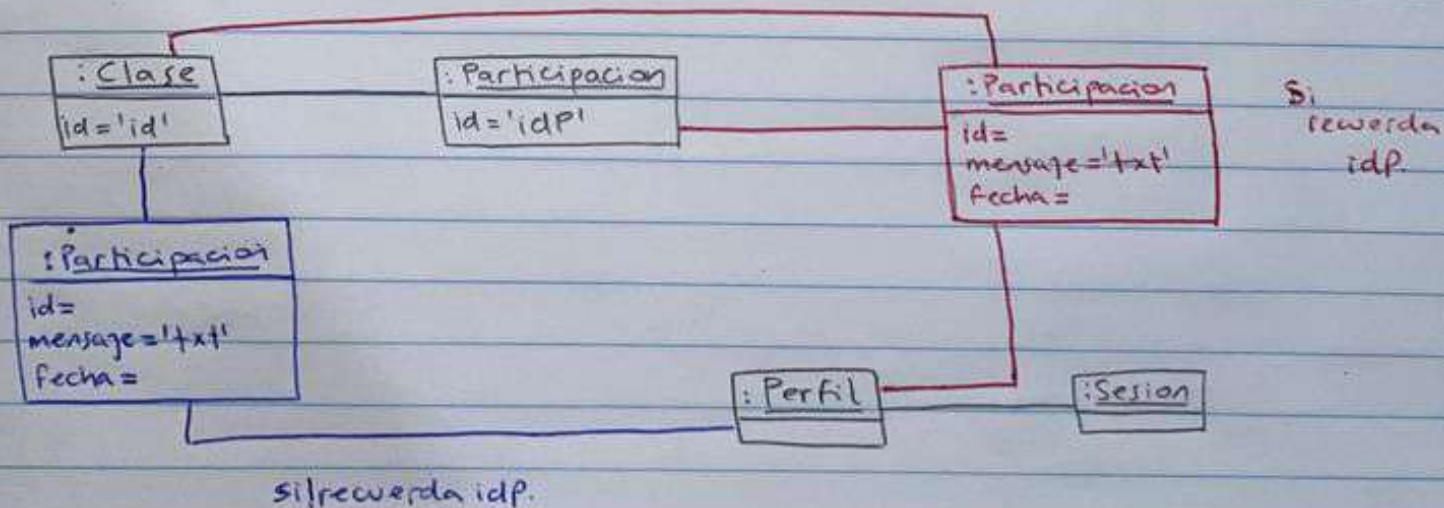 :Clase
id='id'
:Participacion
id='idP'
:Participacion
id=
mensaje='txt'
fecha=
Si
recuerda
idP.
:Participacion
id=
mensaje='txt'
fecha=
:Perfil
:Sesion
si!recuerda idP.